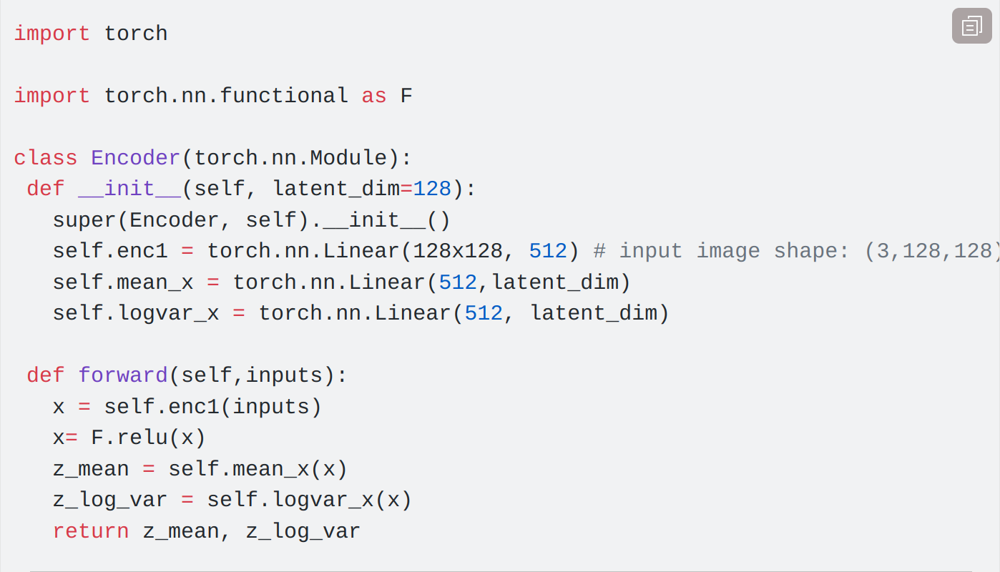 import torch
import torch.nn.functional as F
class Encoder(torch.nn.Module):
 def __init__(self, latent_dim=128):
   super(Encoder, self).__init__()
   self.enc1 = torch.nn.Linear(128x128, 512) # input image shape: (3,128,128)
   self.mean_x = torch.nn.Linear(512,latent_dim)
   self.logvar_x = torch.nn.Linear(512, latent_dim)
 def forward(self,inputs):
   x = self.enc1(inputs)
   x= F.relu(x)
   z_mean = self.mean_x(x)
   z_log_var = self.logvar_x(x)
   return z_mean, z_log_var